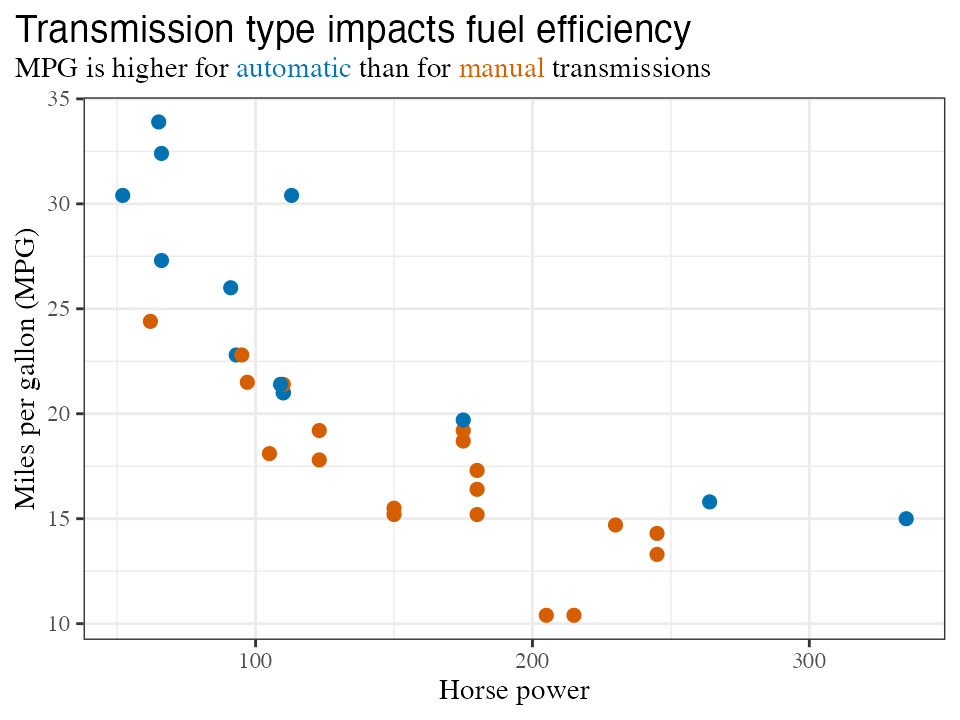 Transmission type impacts fuel efficiency
MPG is higher for automatic than for manual transmissions
Miles per gallon (MPG)
35
30
25
20
15
10
100 200 300
Horse power